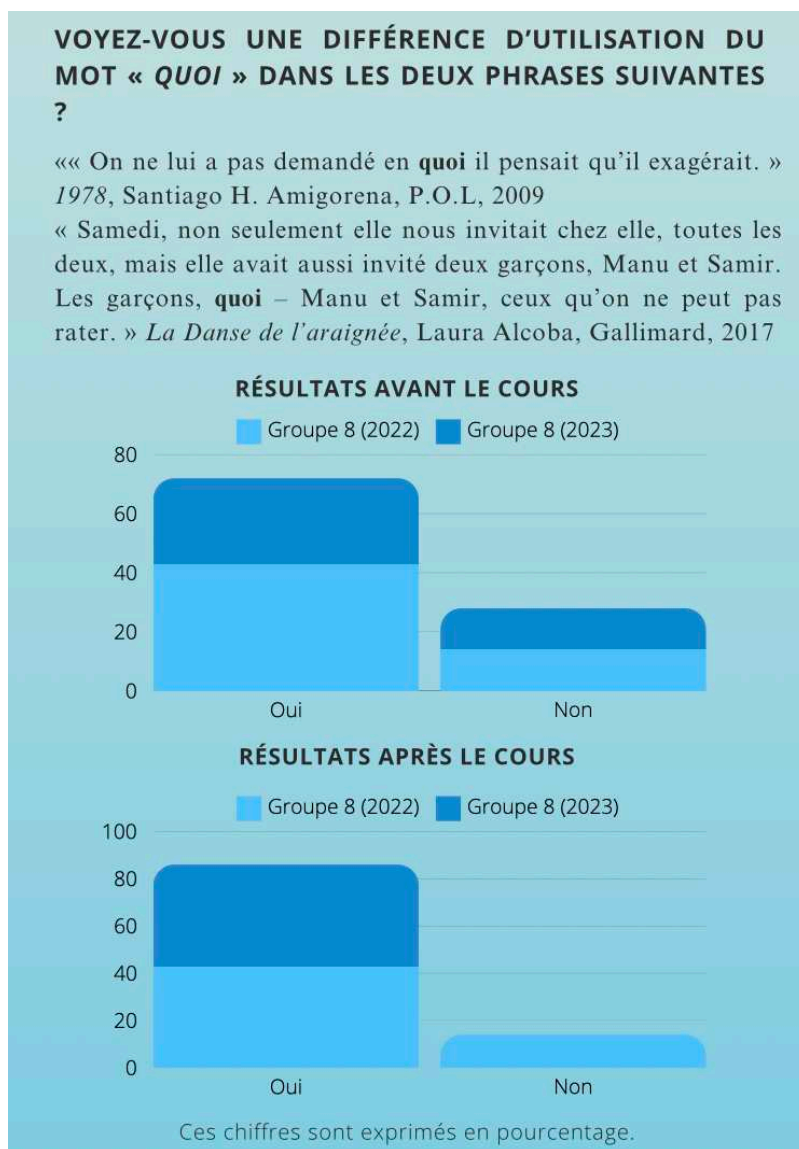 VOYEZ-VOUS UNE DIFFÉRENCE D’UTILISATION DU
MOT « QUOI » DANS LES DEUX PHRASES SUIVANTES
?
«« On ne lui a pas demandé en quoi il pensait qu’il exagérait. »
1978, Santiago H. Amigorena, P.O.L, 2009
« Samedi, non seulement elle nous invitait chez elle, toutes les
deux, mais elle avait aussi invité deux garçons, Manu et Samir.
Les garçons, quoi – Manu et Samir, ceux qu’on ne peut pas
rater. » La Danse de l’araignée, Laura Alcoba, Gallimard, 2017
RÉSULTATS AVANT LE COURS
Groupe 8 (2022) Groupe 8 (2023)
80
60
40
20
0
Oui Non
RÉSULTATS APRÈS LE COURS
Groupe 8 (2022) Groupe 8 (2023)
100
80
60
40
20
0
Oui Non
Ces chiffres sont exprimés en pourcentage.